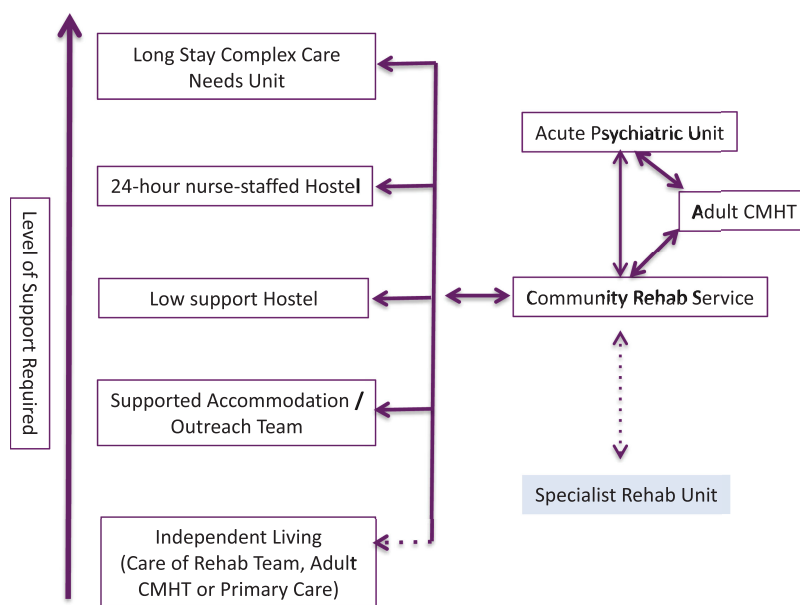 Long Stay Complex Care
Needs Unit
24-hour nurse-staffed Hostel
Low support Hostel
Supported Accommodation /
Outreach Team
Independent Living
(Care of Rehab Team, Adult
CMHT or Primary Care)
Level of Support Required
Acute Psychiatric Unit
Adult CMHT
Community Rehab Service
Specialist Rehab Unit